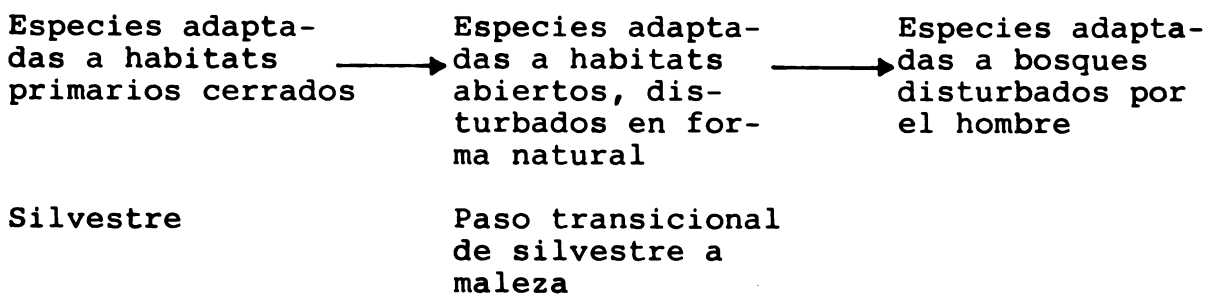 Especies adapta-
das a habitats
primarios cerrados
Especies adapta-
das a habitats
abiertos, dis-
turbados en for-
ma natural
Especies adapta-
das a bosques
disturbados por
el hombre
Silvestre
Paso transicional
de silvestre a
maleza